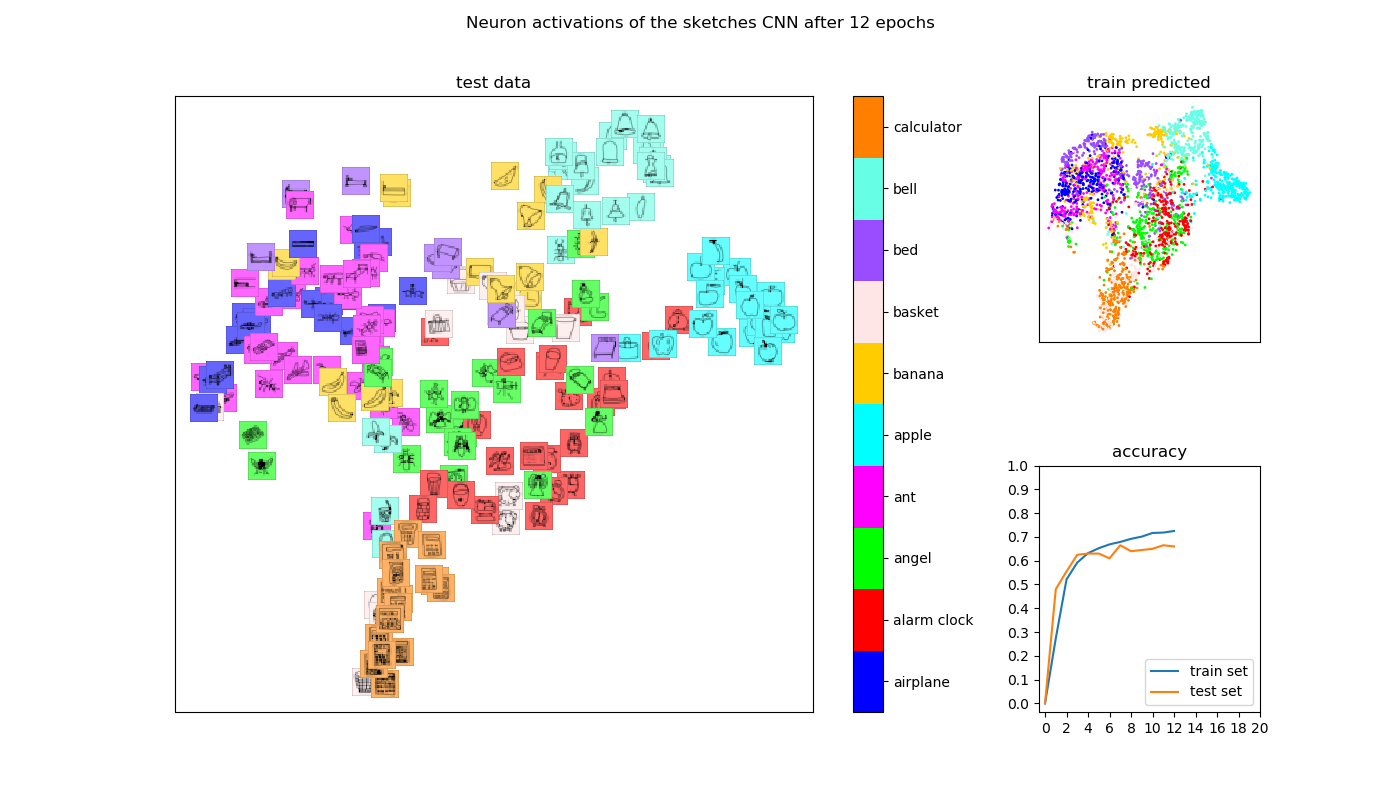 Neuron activations of the sketches CNN after 12 epochs
test data
calculator
bell
bed
basket
banana
apple
ant
angel
alarm clock
airplane
train predicted
accuracy
1.0
0.9
0.8
0.7
0.6
0.5
0.4
0.3
0.2
0.1
0.0
train set
test set
0 2 4 6 8 10 12 14 16 18 20